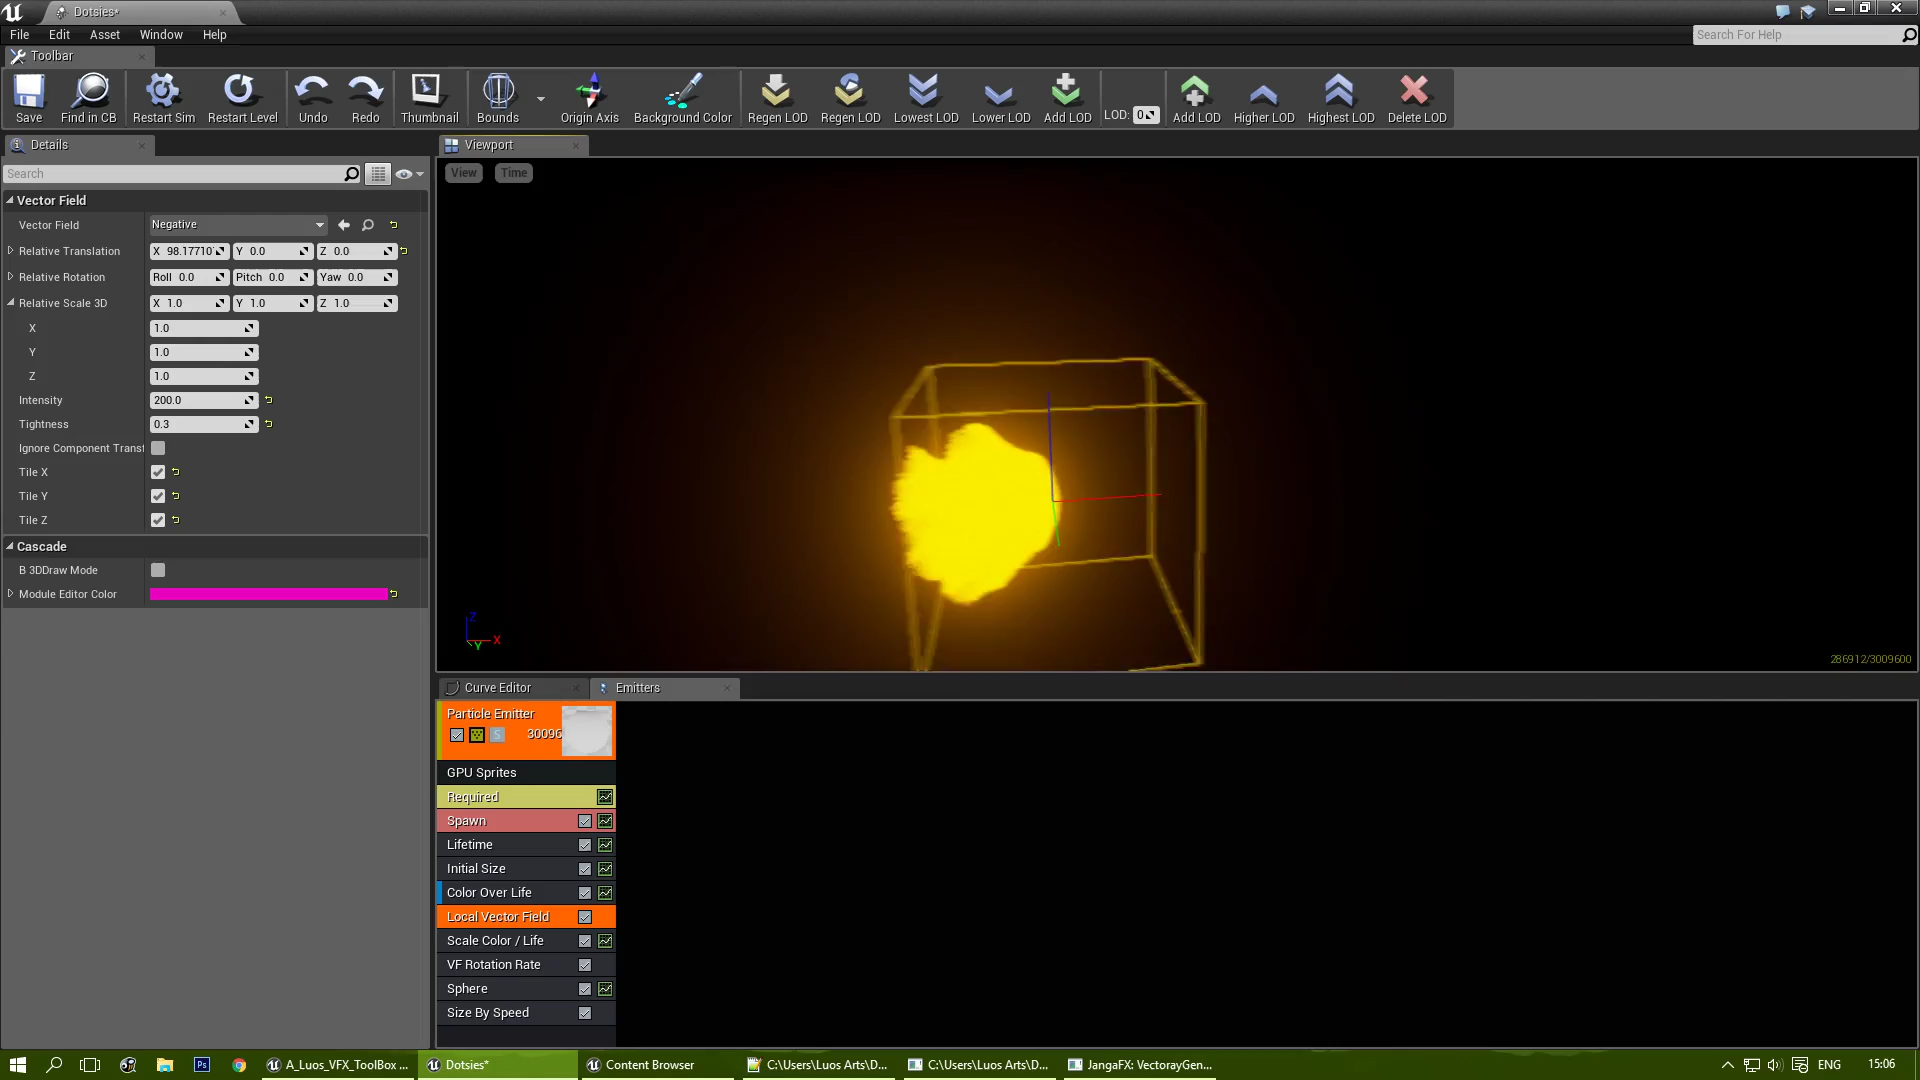 Dotsies*
File Edit Asset Window Help
Search For Help
Toolbar
Save Find in CB Restart Sim Restart Level Undo Redo Thumbnail Bounds Origin Axis Background Color Regen LOD Regen LOD Lowest LOD Lower LOD Add LOD LOD: 0 Add LOD Higher LOD Highest LOD Delete LOD
Details
Viewport
Search
View Time
Vector Field
Vector Field Negative
Relative Translation X 98.17710 Y 0.0 Z 0.0
Relative Rotation Roll 0.0 Pitch 0.0 Yaw 0.0
Relative Scale 3D X 1.0 Y 1.0 Z 1.0
X 1.0
Y 1.0
Z 1.0
Intensity 200.0
Tightness 0.3
Ignore Component Transf
Tile X
Tile Y
Tile Z
Cascade
B 3DDraw Mode
Module Editor Color
Z
X
Y
286912/3009600
Curve Editor Emitters
Particle Emitter
S 30096
GPU Sprites
Required
Spawn
Lifetime
Initial Size
Color Over Life
Local Vector Field
Scale Color / Life
VF Rotation Rate
Sphere
Size By Speed
Ps A_Luos_VFX_ToolBox ... Dotsies* Content Browser C:\Users\Luos Arts\D... C:\Users\Luos Arts\D... JangaFX: VectorayGen... ENG 15:06